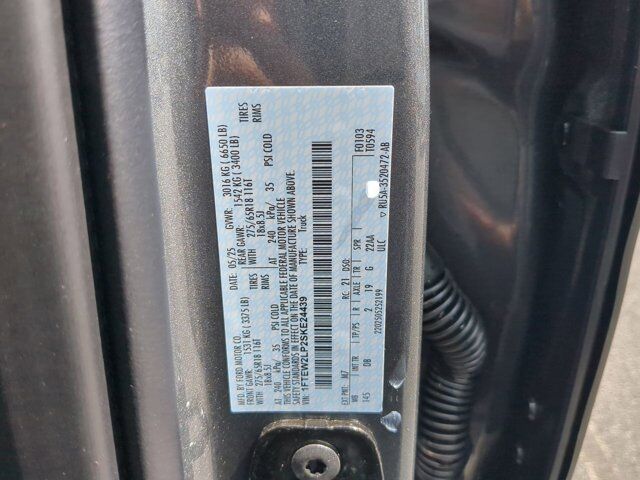 MFD. BY FORD MOTOR CO.
DATE: 05/25 GVWR: 3016 KG ( 6650 LB)
FRONT GAWR: 1531 KG ( 3375 LB) REAR GAWR: 1542 KG ( 3400 LB)
WITH 275/65R18 116T TIRES WITH 275/65R18 116T TIRES
18x8.5J RIMS 18x8.5J RIMS
AT 240 kPa/ 35 PSI COLD AT 240 kPa/ 35 PSI COLD
THIS VEHICLE CONFORMS TO ALL APPLICABLE FEDERAL MOTOR VEHICLE
SAFETY STANDARDS IN EFFECT ON THE DATE OF MANUFACTURE SHOWN ABOVE.
VIN: 1FTEW2LP2SKE24439 TYPE: Truck
F0103
T0594
EXT PNT: M7 RC: 21 DSO:
WB BRK INT TR TP/PS R AXLE TR SPR
145 DB 2 19 G 22AA
ULC
2202505252199
RU5A-3520472-AB